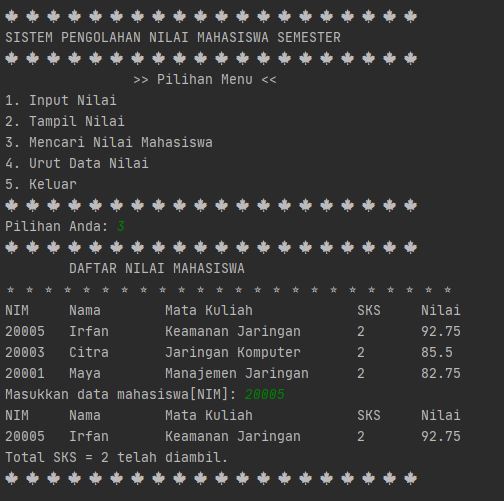 SISTEM PENGOLAHAN NILAI MAHASISWA SEMESTER
>> Pilihan Menu <<
1. Input Nilai
2. Tampil Nilai
3. Mencari Nilai Mahasiswa
4. Urut Data Nilai
5. Keluar
Pilihan Anda: 3
DAFTAR NILAI MAHASISWA
NIM Nama Mata Kuliah SKS Nilai
20005 Irfan Keamanan Jaringan 2 92.75
20003 Citra Jaringan Komputer 2 85.5
20001 Maya Manajemen Jaringan 2 82.75
Masukkan data mahasiswa[NIM]: 20005
NIM Nama Mata Kuliah SKS Nilai
20005 Irfan Keamanan Jaringan 2 92.75
Total SKS = 2 telah diambil.